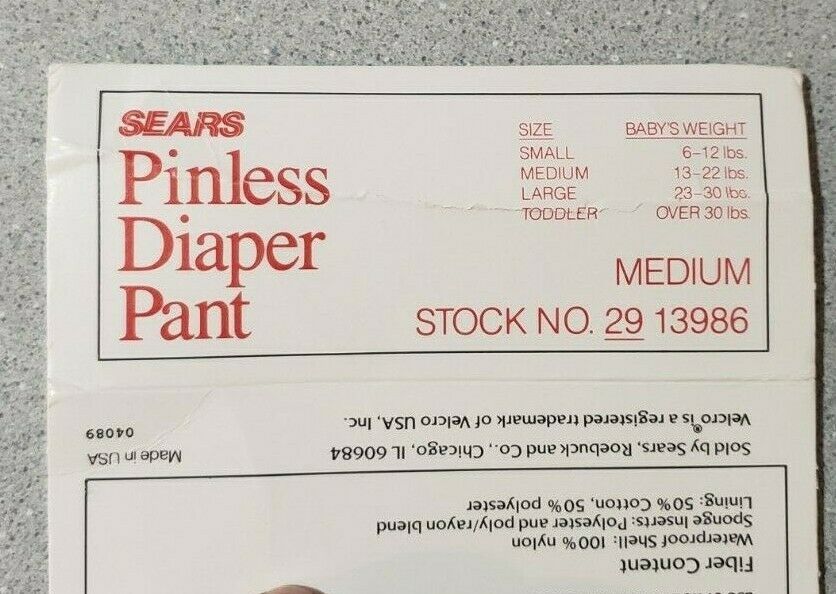 SEARS
Pinless
Diaper
Pant
SIZE BABY'S WEIGHT
SMALL 6-12 lbs.
MEDIUM 13-22 lbs.
LARGE 23-30 lbs.
TODDLER OVER 30 lbs.
MEDIUM
STOCK NO. 29 13986
Fiber Content
Waterproof Shell: 100% nylon
Sponge Inserts: Polyester and poly/rayon blend
Lining: 50% Cotton, 50% polyester
Sold by Sears, Roebuck and Co., Chicago, IL 60684 Made in USA
Velcro® is a registered trademark of Velcro USA, Inc. 04089